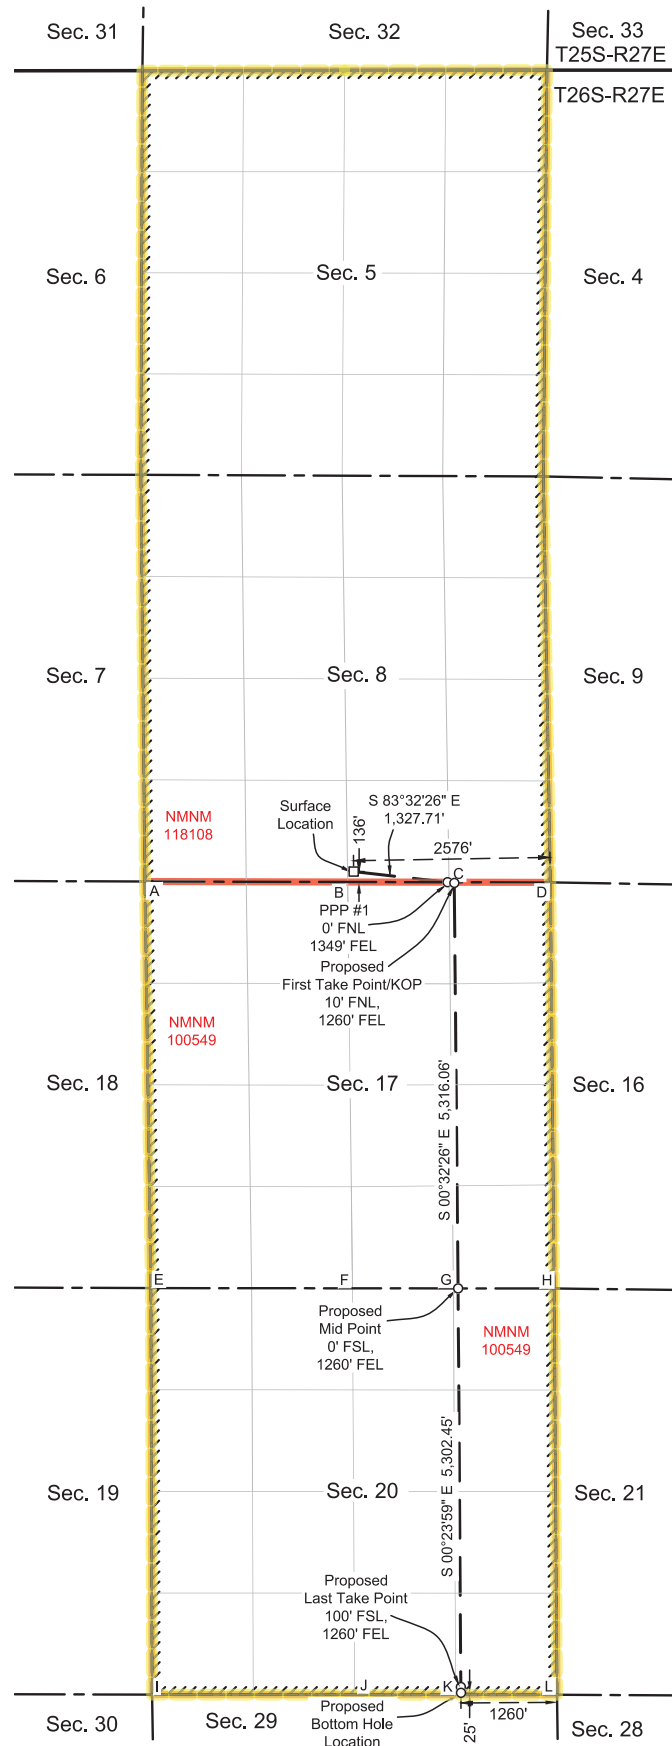 Sec. 31
Sec. 32
Sec. 33
T25S-R27E
T26S-R27E
Sec. 6
Sec. 5
Sec. 4
Sec. 7
Sec. 8
Sec. 9
NMNM
118108
Surface
Location
136'
S 83°32'26" E
1,327.71'
2576'
A
B
C
D
PPP #1
0' FNL
1349' FEL
Proposed
First Take Point/KOP
10' FNL,
1260' FEL
NMNM
100549
Sec. 18
Sec. 17
Sec. 16
S 00°32'26" E 5,316.06'
E
F
G
H
Proposed
Mid Point
0' FSL,
1260' FEL
NMNM
100549
Sec. 19
Sec. 20
Sec. 21
S 00°23'59" E 5,302.45'
Proposed
Last Take Point
100' FSL,
1260' FEL
I
J
K
L
Sec. 30
Sec. 29
Proposed
Bottom Hole
Location
25'
1260'
Sec. 28